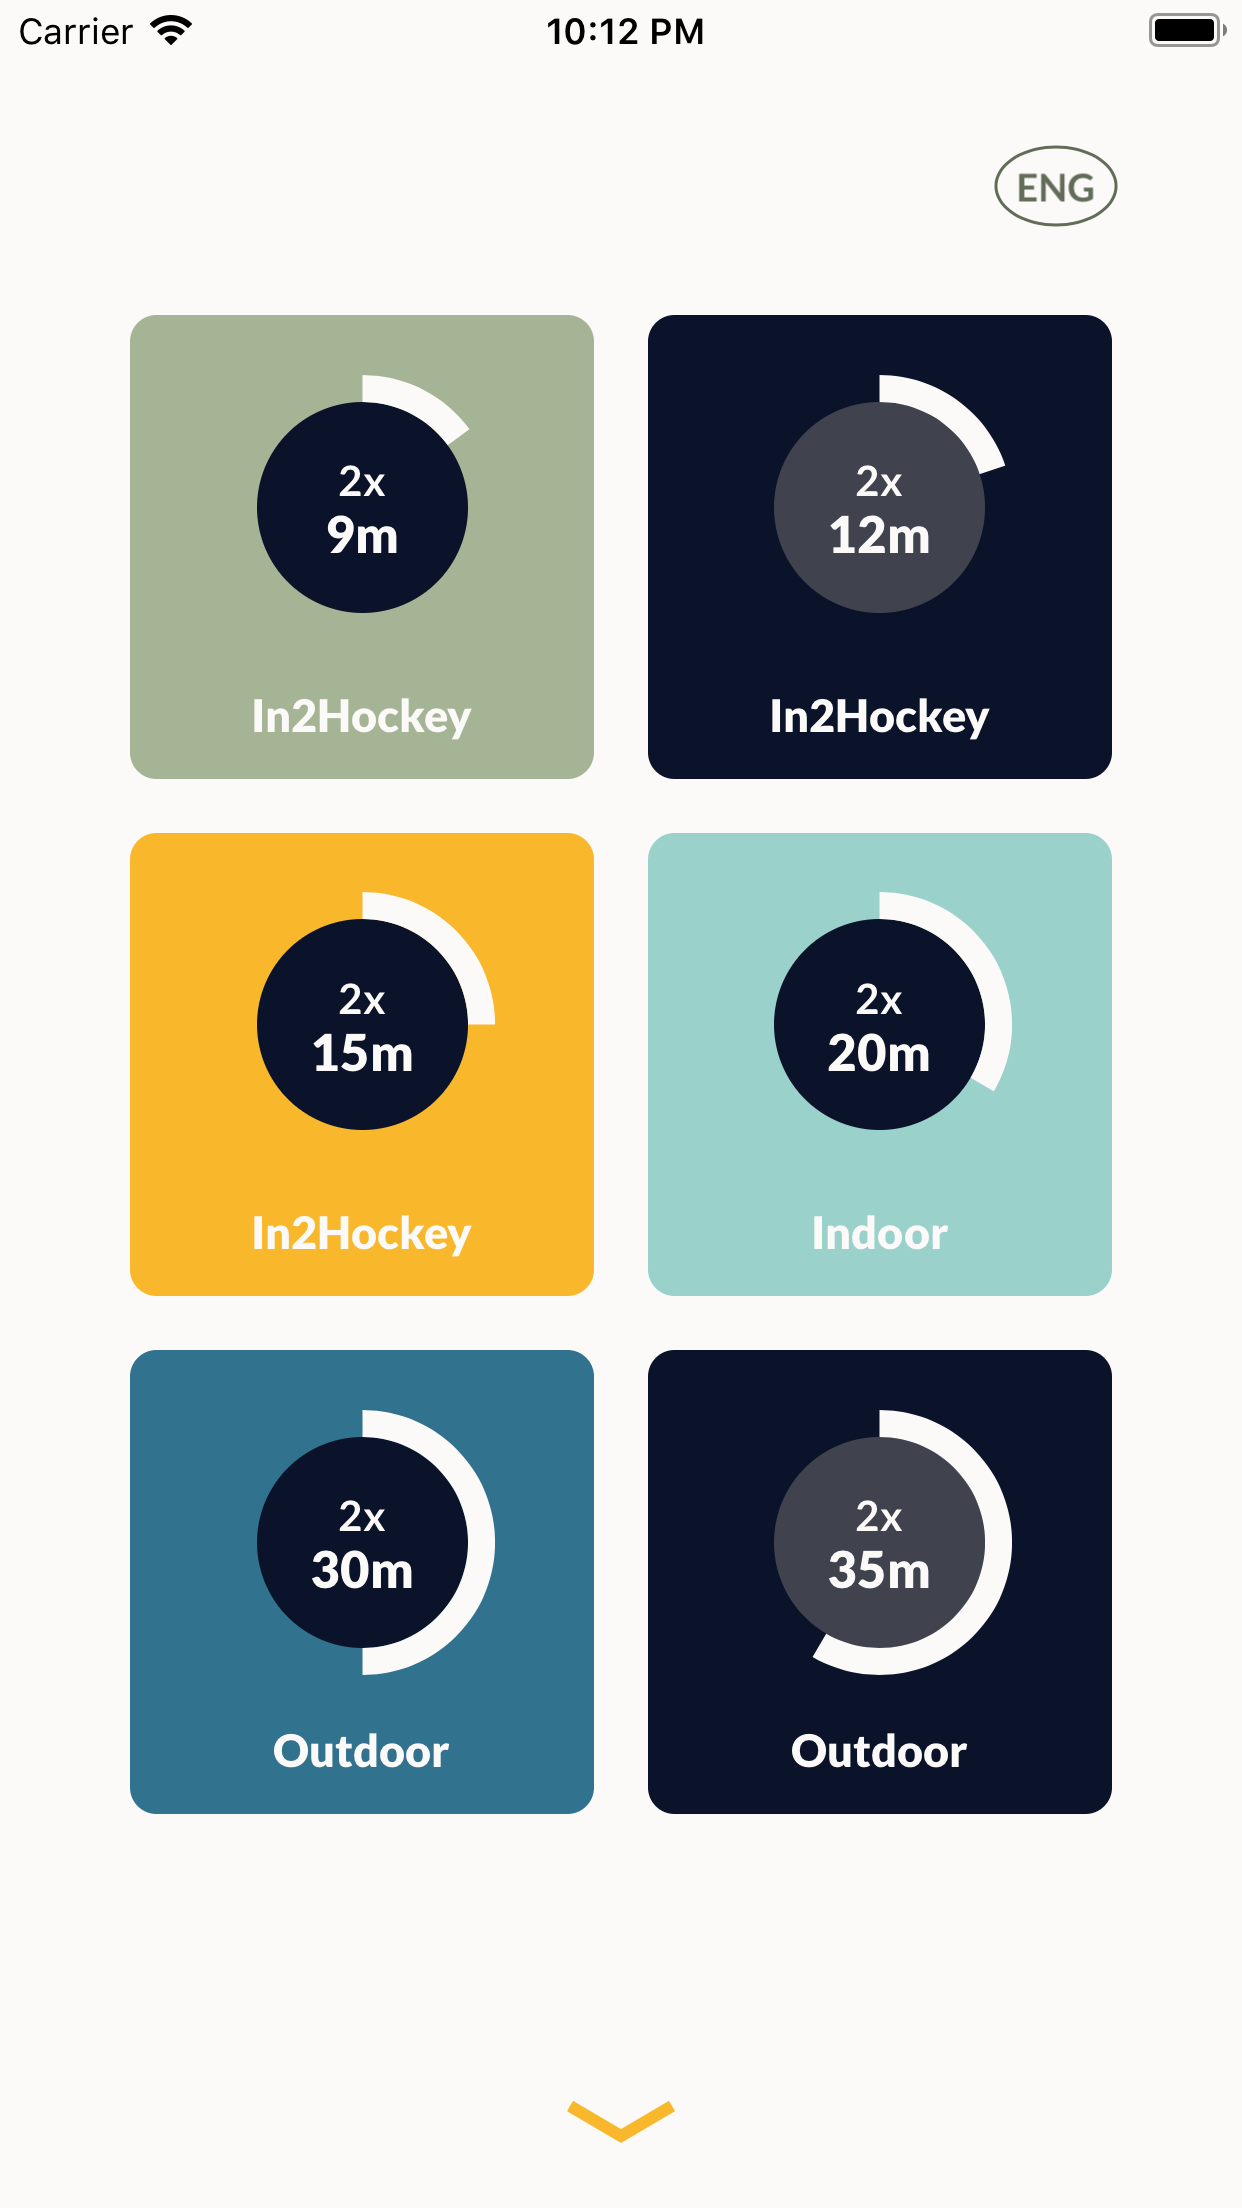 Carrier 10:12 PM
ENG
2x
9m
In2Hockey
2x
12m
In2Hockey
2x
15m
In2Hockey
2x
20m
Indoor
2x
30m
Outdoor
2x
35m
Outdoor